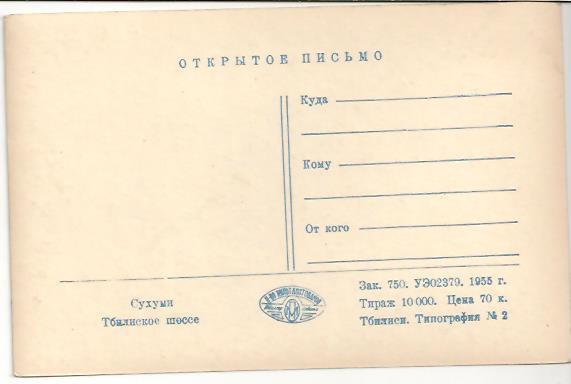 ОТКРЫТОЕ ПИСЬМО
Куда
Кому
От кого
Сухуми
Тбилиское шоссе
Зак. 750. УЭ02379. 1955 г.
Тираж 10 000. Цена 70 к.
Тбилиси. Типография № 2